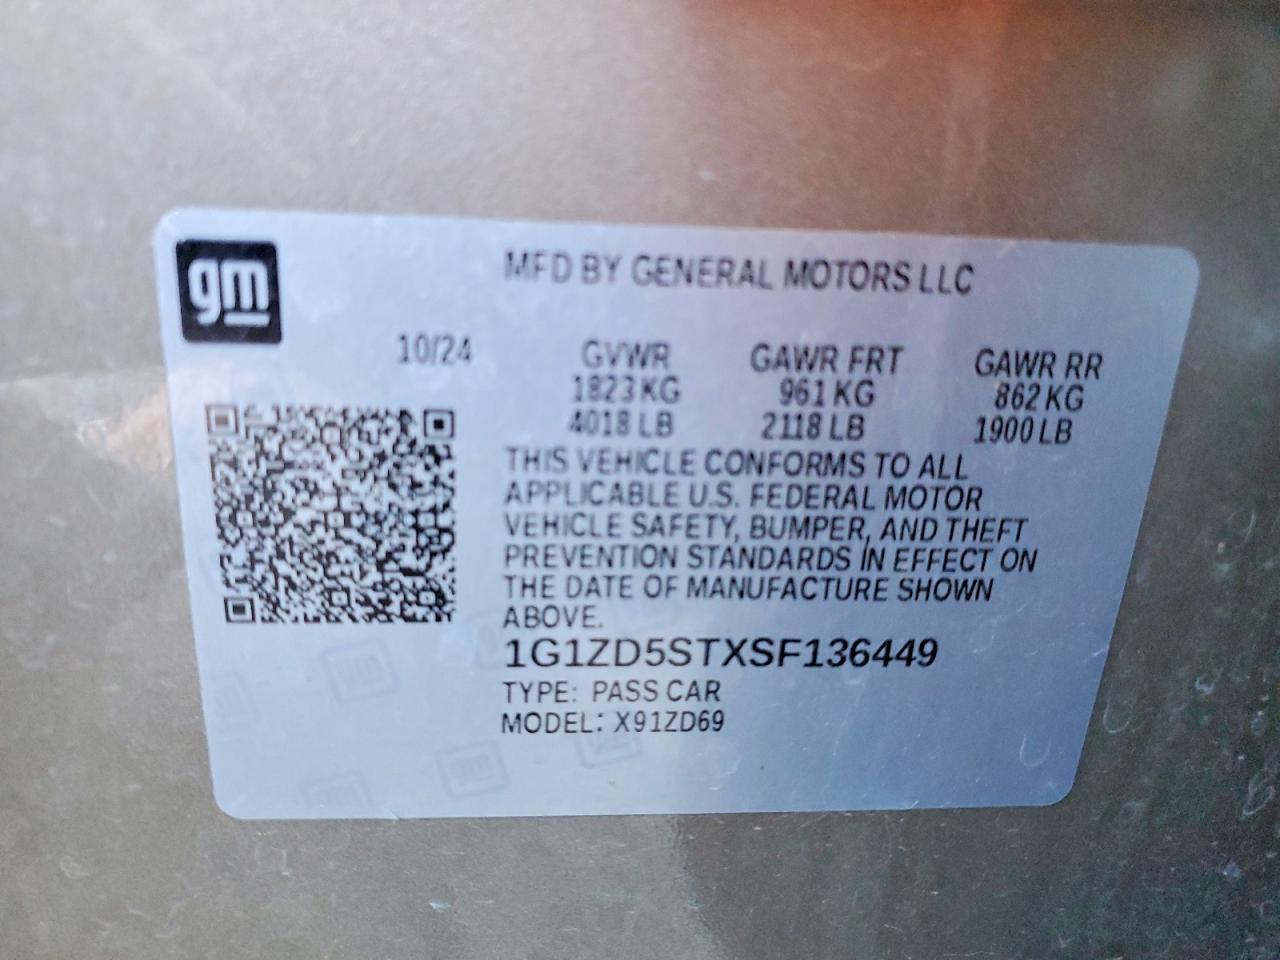 gm
MFD BY GENERAL MOTORS LLC
10/24 GVWR GAWR FRT GAWR RR
1823 KG 961 KG 862 KG
4018 LB 2118 LB 1900 LB
THIS VEHICLE CONFORMS TO ALL
APPLICABLE U.S. FEDERAL MOTOR
VEHICLE SAFETY, BUMPER, AND THEFT
PREVENTION STANDARDS IN EFFECT ON
THE DATE OF MANUFACTURE SHOWN
ABOVE.
1G1ZD5STXSF136449
TYPE: PASS CAR
MODEL: X91ZD69
gm